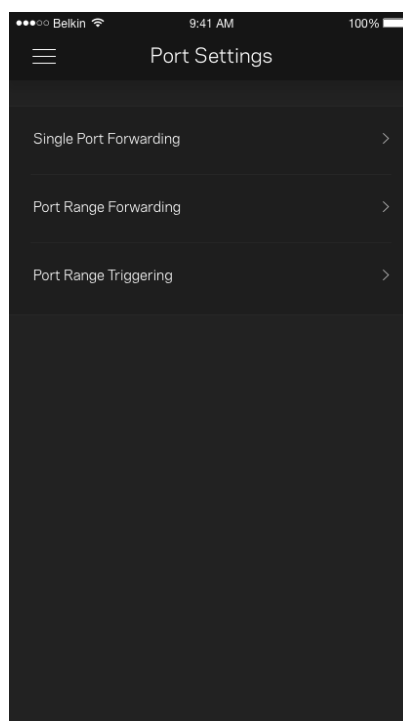 Belkin 9:41 AM 100%
Port Settings
Single Port Forwarding
Port Range Forwarding
Port Range Triggering